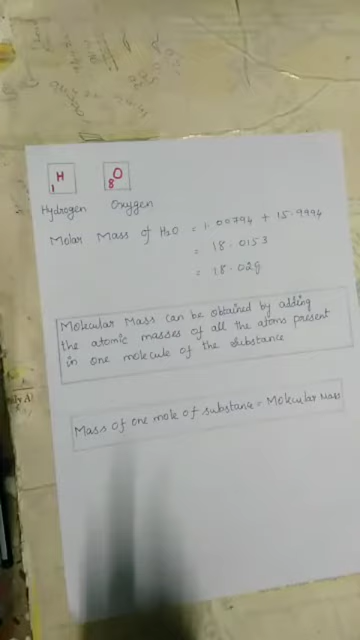 H
1
O
8
Hydrogen Oxygen
Molar Mass of H₂O = 1.00794 + 15.9994
= 18.0153
= 18.02g
Molecular Mass can be obtained by adding
the atomic masses of all the atoms present
in one molecule of the substance
Mass of one mole of substance = Molecular Mass